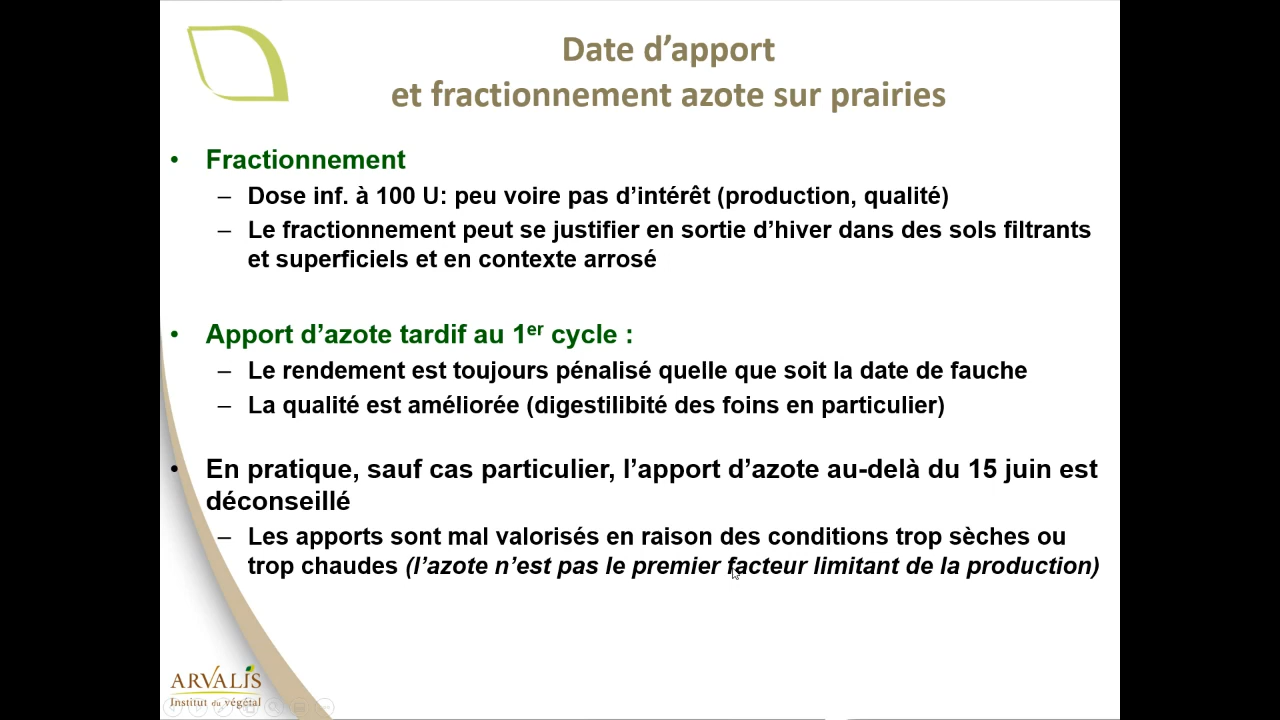 Date d'apport
et fractionnement azote sur prairies
• Fractionnement
– Dose inf. à 100 U: peu voire pas d'intérêt (production, qualité)
– Le fractionnement peut se justifier en sortie d'hiver dans des sols filtrants
et superficiels et en contexte arrosé
• Apport d'azote tardif au 1er cycle :
– Le rendement est toujours pénalisé quelle que soit la date de fauche
– La qualité est améliorée (digestilibité des foins en particulier)
• En pratique, sauf cas particulier, l'apport d'azote au-delà du 15 juin est
déconseillé
– Les apports sont mal valorisés en raison des conditions trop sèches ou
trop chaudes (l'azote n'est pas le premier facteur limitant de la production)
ARVALIS
Institut du végétal